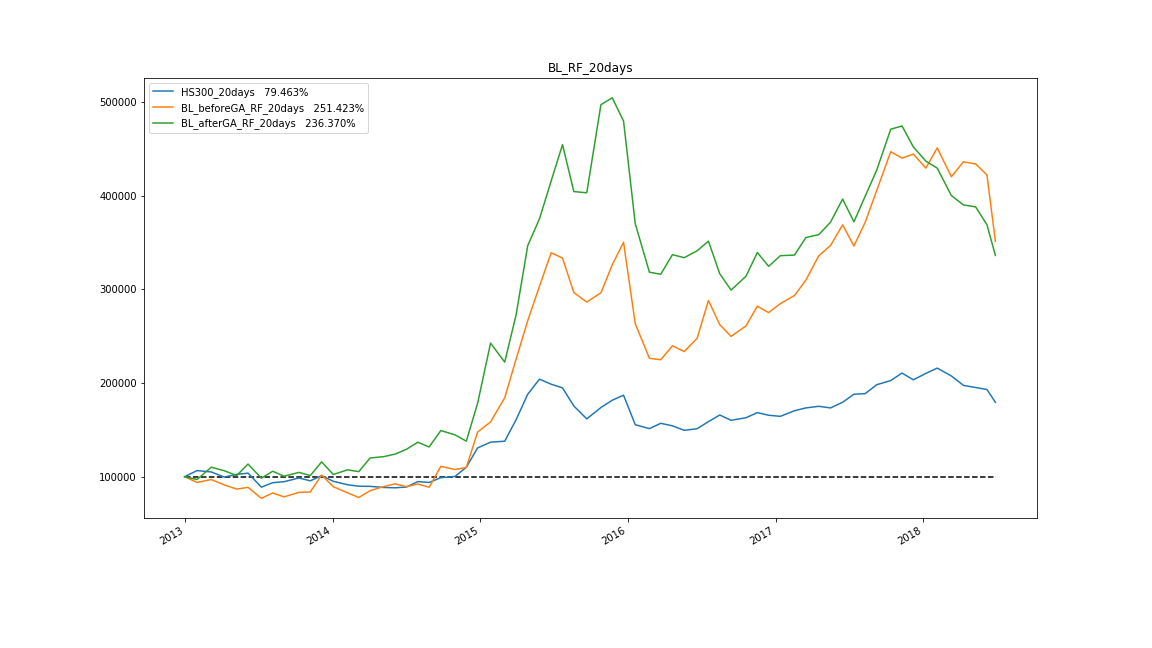 BL_RF_20days
HS300_20days 79.463%
BL_beforeGA_RF_20days 251.423%
BL_afterGA_RF_20days 236.370%
500000
400000
300000
200000
100000
2013 2014 2015 2016 2017 2018